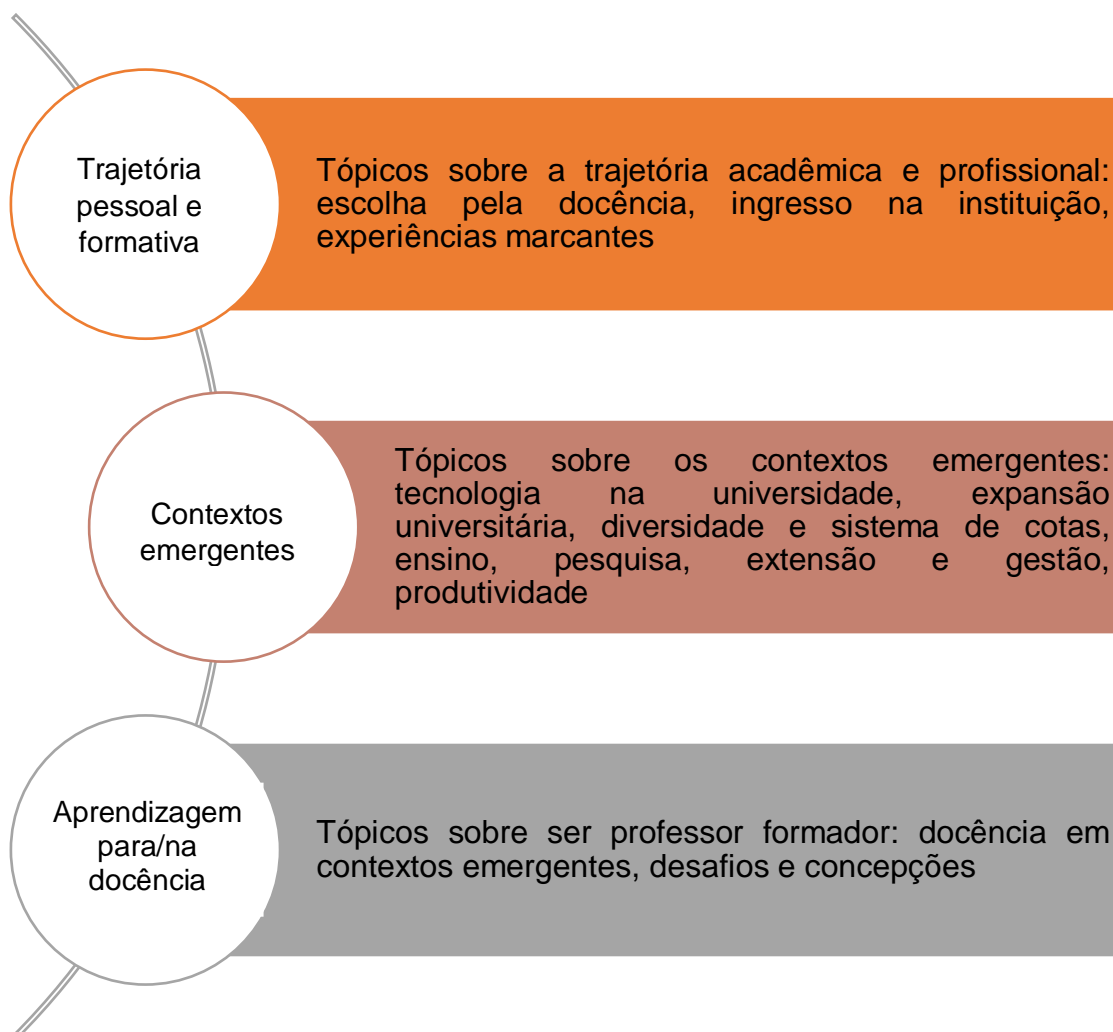 Trajetória
pessoal e
formativa
Tópicos sobre a trajetória acadêmica e profissional:
escolha pela docência, ingresso na instituição,
experiências marcantes
Contextos
emergentes
Tópicos sobre os contextos emergentes:
tecnologia na universidade, expansão
universitária, diversidade e sistema de cotas,
ensino, pesquisa, extensão e gestão,
produtividade
Aprendizagem
para/na
docência
Tópicos sobre ser professor formador: docência em
contextos emergentes, desafios e concepções